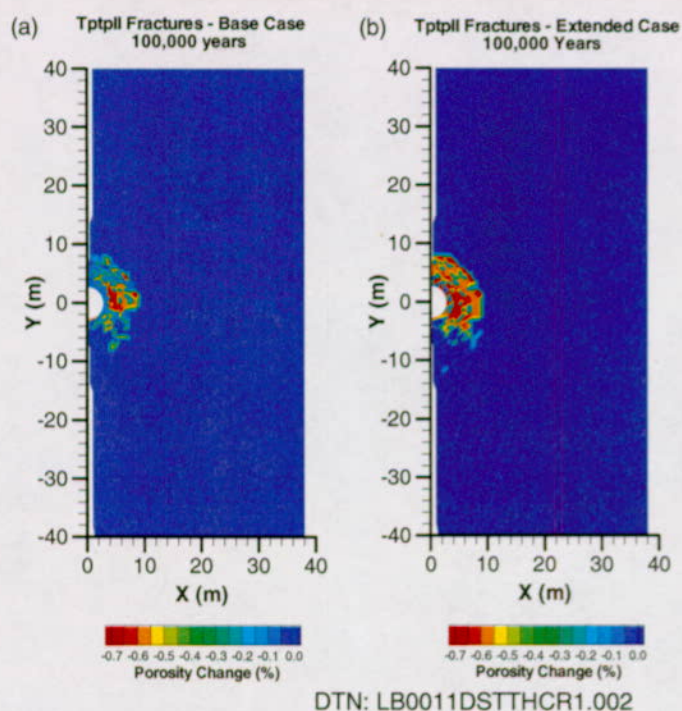 (a) Tptpll Fractures - Base Case
100,000 years
40
30
20
10
0
-10
-20
-30
-40
Y (m)
0 10 20 30 40
X (m)
-0.7 -0.6 -0.5 -0.4 -0.3 -0.2 -0.1 0.0
Porosity Change (%)
(b) Tptpll Fractures - Extended Case
100,000 Years
40
30
20
10
0
-10
-20
-30
-40
Y (m)
0 10 20 30 40
X (m)
-0.7 -0.6 -0.5 -0.4 -0.3 -0.2 -0.1 0.0
Porosity Change (%)
DTN: LB0011DSTTHCR1.002